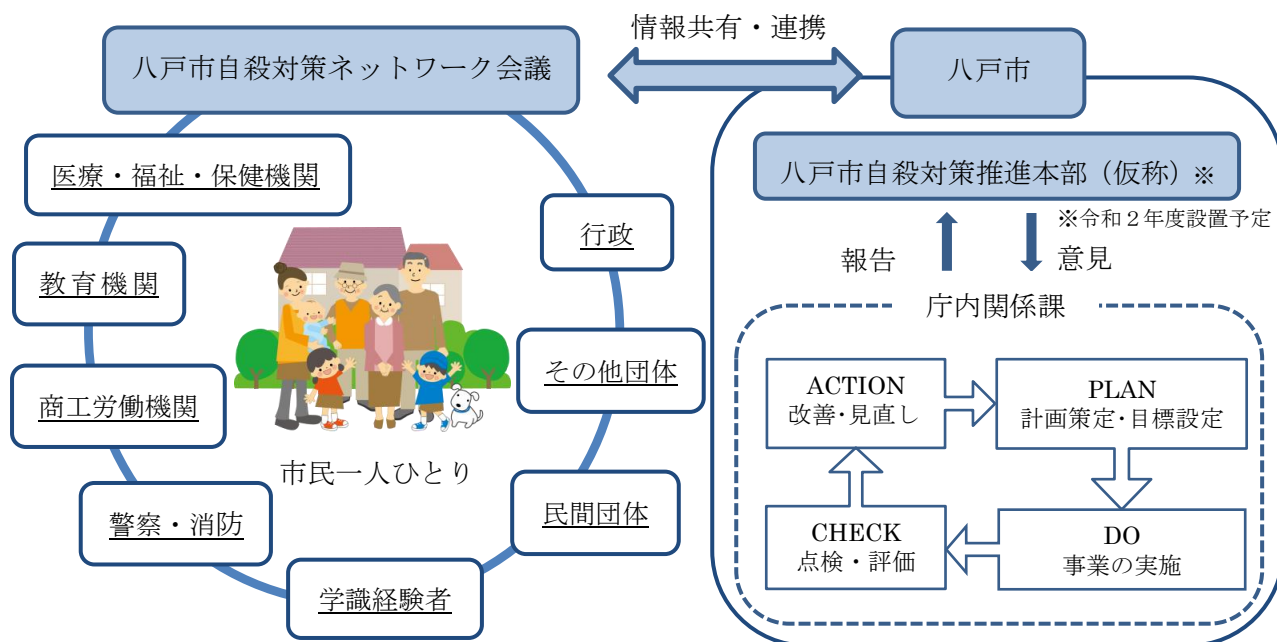 情報共有・連携
八戸市自殺対策ネットワーク会議
医療・福祉・保健機関
教育機関
商工労働機関
警察・消防
学識経験者
民間団体
その他団体
行政
市民一人ひとり
八戸市
八戸市自殺対策推進本部（仮称）※
※令和２年度設置予定
報告
意見
庁内関係課
ACTION
改善・見直し
PLAN
計画策定・目標設定
CHECK
点検・評価
DO
事業の実施